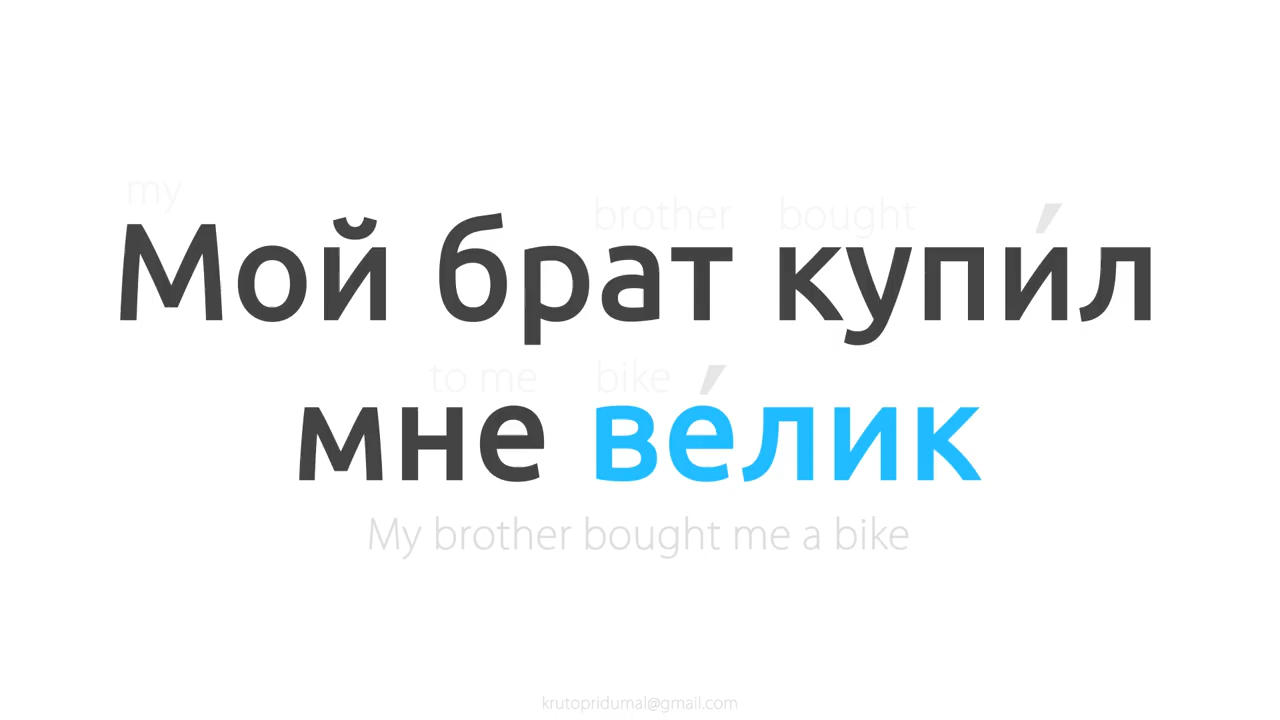 my
brother bought
Мой брат купи́л
to me bike
мне ве́лик
My brother bought me a bike
krutopridumal@gmail.com